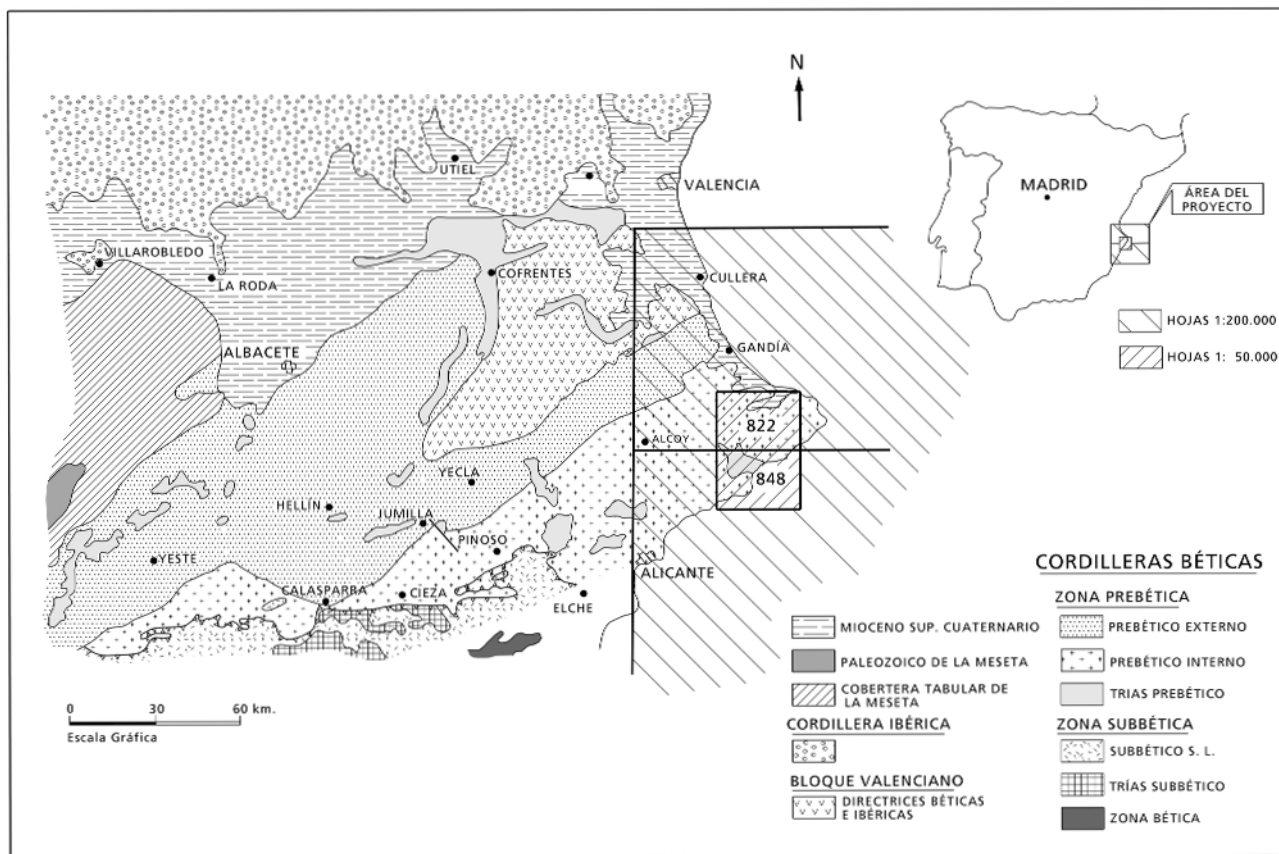 N
UTIEL
VALENCIA
MADRID
ÁREA DEL
PROYECTO
VILLAROBLEDO
LA RODA
COFRENTES
CULLERA
HOJAS 1:200.000
ALBACETE
GANDÍA
HOJAS 1: 50.000
822
ALCOY
YECLA
848
HELLÍN
JUMILLA
PINOSO
YESTE
ALICANTE
CALASPARRA
CIEZA
ELCHE
0 30 60 km.
Escala Gráfica
MIOCENO SUP. CUATERNARIO
PALEOZOICO DE LA MESETA
COBERTERA TABULAR DE
LA MESETA
CORDILLERA IBÉRICA
BLOQUE VALENCIANO
DIRECTRICES BÉTICAS
E IBÉRICAS
CORDILLERAS BÉTICAS
ZONA PREBÉTICA
PREBÉTICO EXTERNO
PREBÉTICO INTERNO
TRIAS PREBÉTICO
ZONA SUBBÉTICA
SUBBÉTICO S. L.
TRÍAS SUBBÉTICO
ZONA BÉTICA